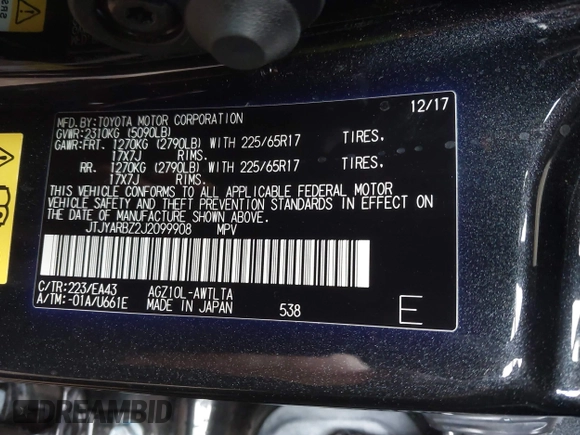 SRS
12/17
MFD.BY:TOYOTA MOTOR CORPORATION
GVWR:2310KG (5090LB)
GAWR:FRT. 1270KG (2790LB) WITH 225/65R17 TIRES,
17X7J RIMS.
RR. 1270KG (2790LB) WITH 225/65R17 TIRES,
17X7J RIMS.
THIS VEHICLE CONFORMS TO ALL APPLICABLE FEDERAL MOTOR
VEHICLE SAFETY AND THEFT PREVENTION STANDARDS IN EFFECT ON
THE DATE OF MANUFACTURE SHOWN ABOVE.
JTJYARBZ2J2099908 MPV
C/TR:223/EA43 AGZ10L-AWTLTA
A/TM:-01A/U661E MADE IN JAPAN 538 E
DREAMBID